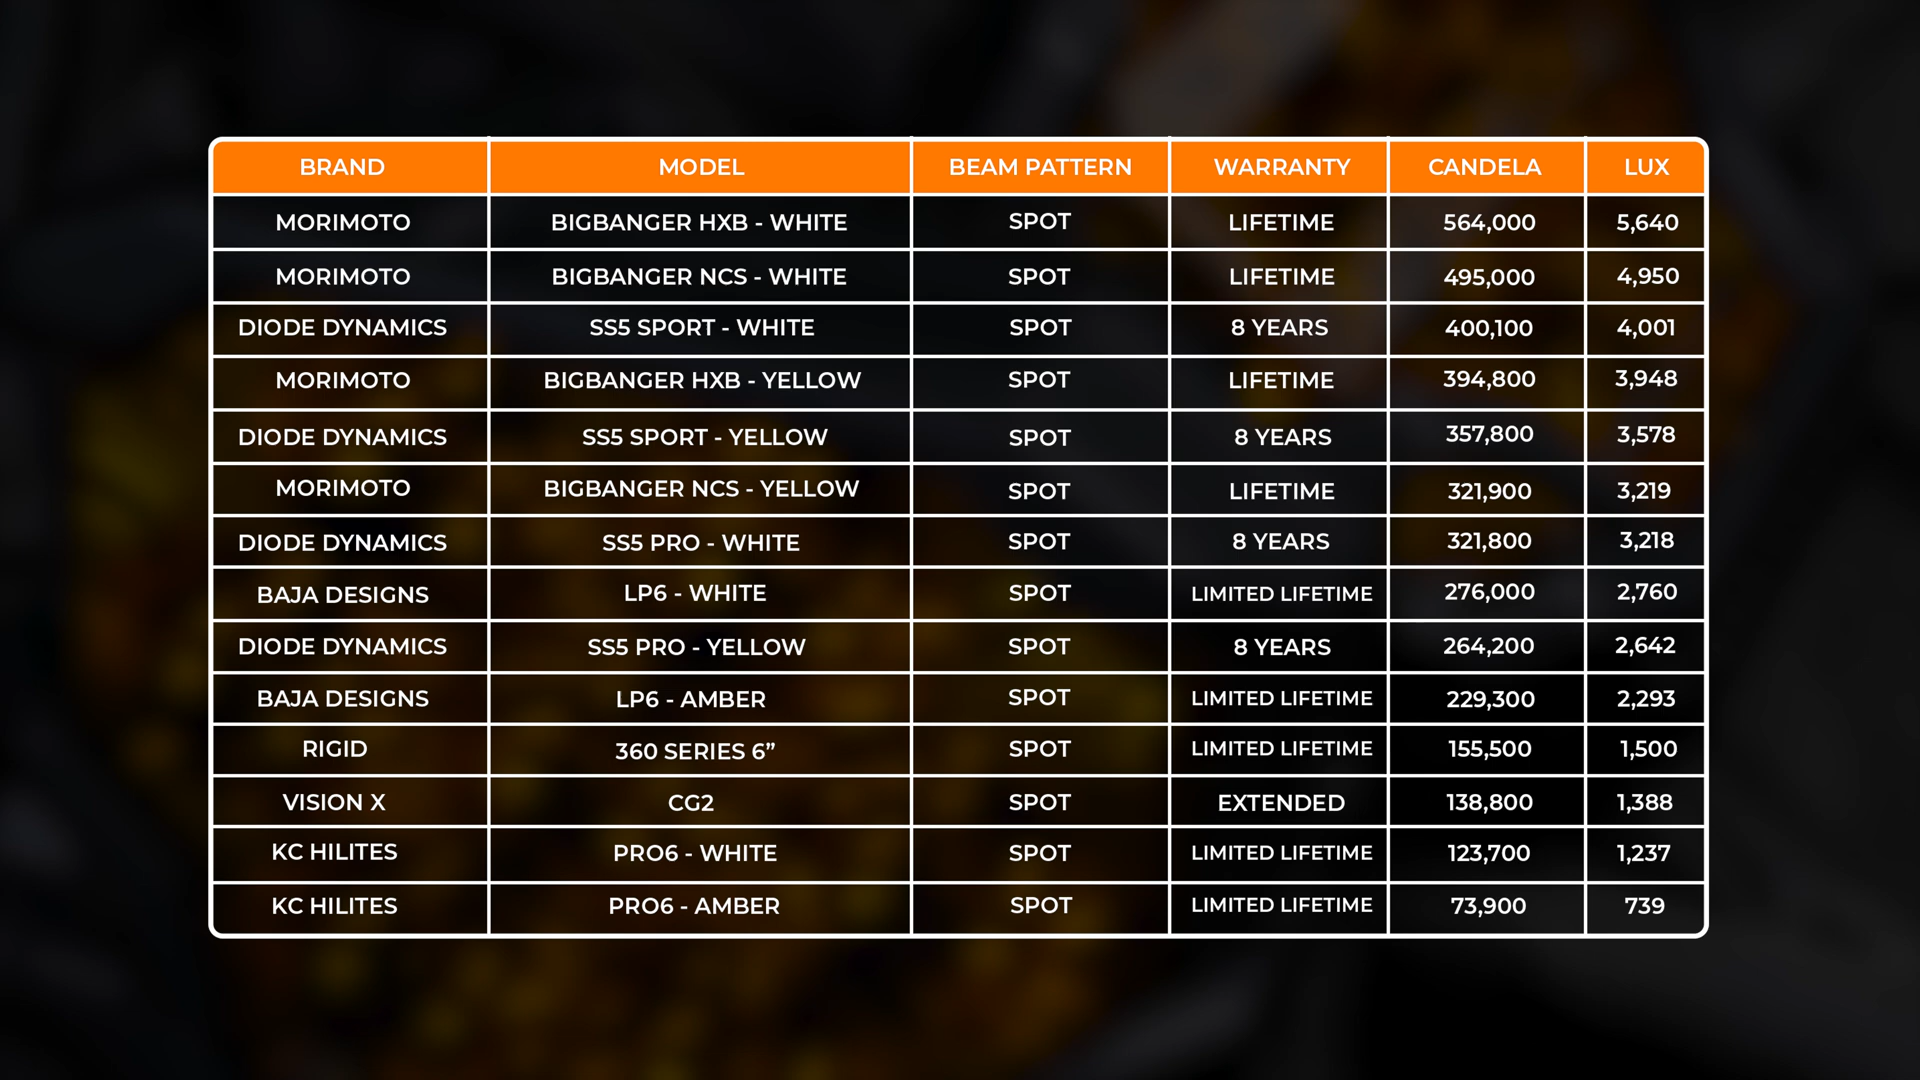 BRAND MODEL BEAM PATTERN WARRANTY CANDELA LUX
MORIMOTO BIGBANGER HXB - WHITE SPOT LIFETIME 564,000 5,640
MORIMOTO BIGBANGER NCS - WHITE SPOT LIFETIME 495,000 4,950
DIODE DYNAMICS SS5 SPORT - WHITE SPOT 8 YEARS 400,100 4,001
MORIMOTO BIGBANGER HXB - YELLOW SPOT LIFETIME 394,800 3,948
DIODE DYNAMICS SS5 SPORT - YELLOW SPOT 8 YEARS 357,800 3,578
MORIMOTO BIGBANGER NCS - YELLOW SPOT LIFETIME 321,900 3,219
DIODE DYNAMICS SS5 PRO - WHITE SPOT 8 YEARS 321,800 3,218
BAJA DESIGNS LP6 - WHITE SPOT LIMITED LIFETIME 276,000 2,760
DIODE DYNAMICS SS5 PRO - YELLOW SPOT 8 YEARS 264,200 2,642
BAJA DESIGNS LP6 - AMBER SPOT LIMITED LIFETIME 229,300 2,293
RIGID 360 SERIES 6” SPOT LIMITED LIFETIME 155,500 1,500
VISION X CG2 SPOT EXTENDED 138,800 1,388
KC HILITES PRO6 - WHITE SPOT LIMITED LIFETIME 123,700 1,237
KC HILITES PRO6 - AMBER SPOT LIMITED LIFETIME 73,900 739